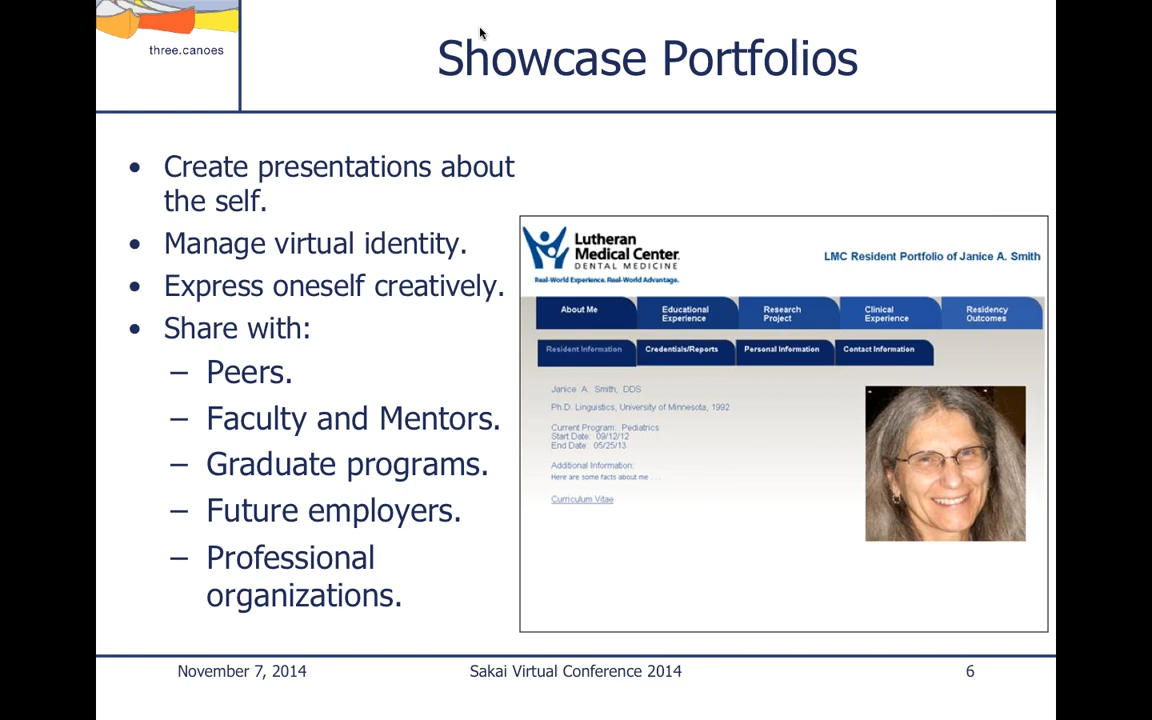 three.canoes
Showcase Portfolios
• Create presentations about
the self.
• Manage virtual identity.
• Express oneself creatively.
• Share with:
– Peers.
– Faculty and Mentors.
– Graduate programs.
– Future employers.
– Professional
organizations.
Lutheran
Medical Center
DENTAL MEDICINE
Real-World Experience. Real-World Advantage.
LMC Resident Portfolio of Janice A. Smith
About Me
Educational
Experience
Research
Project
Clinical
Experience
Residency
Outcomes
Resident Information
Credentials/Reports
Personal Information
Contact Information
Janice A. Smith, DDS
Ph.D. Linguistics, University of Minnesota, 1992
Current Program: Pediatrics
Start Date: 09/12/12
End Date: 05/25/13
Additional Information:
Here are some facts about me . . .
Curriculum Vitae
November 7, 2014
Sakai Virtual Conference 2014
6